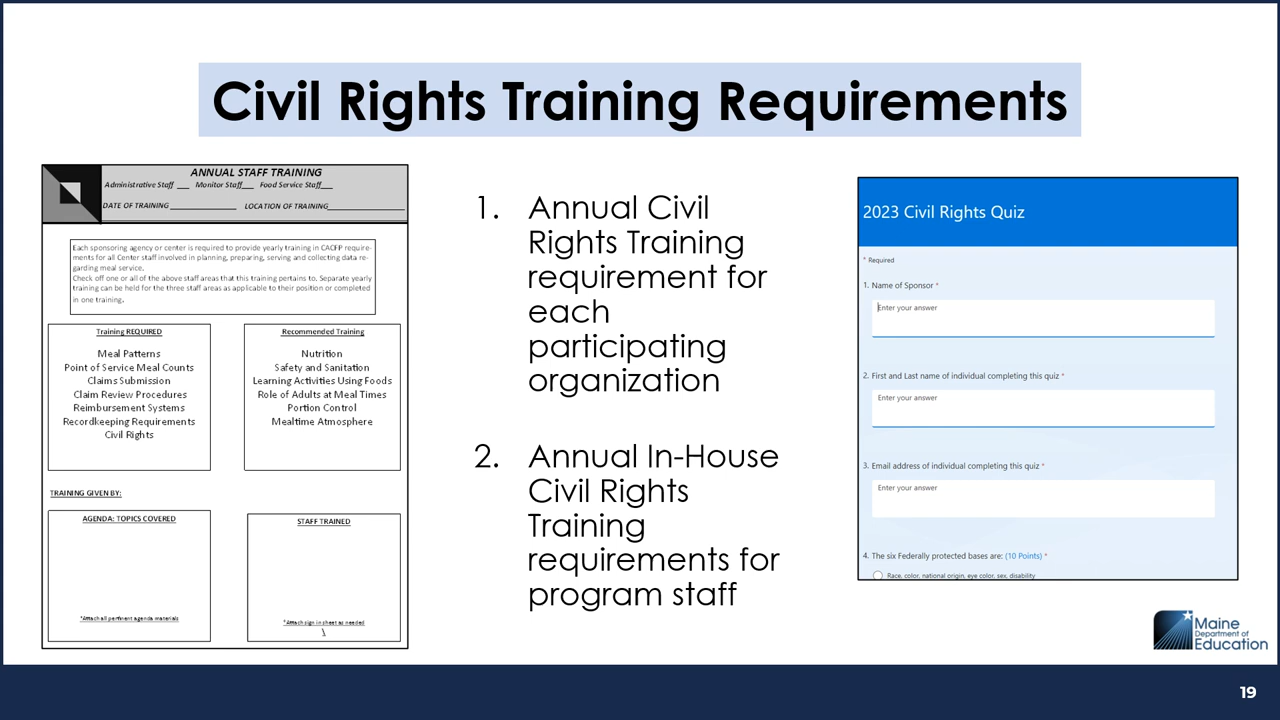 Civil Rights Training Requirements
ANNUAL STAFF TRAINING
Administrative Staff ___ Monitor Staff___ Food Service Staff___
DATE OF TRAINING ________________ LOCATION OF TRAINING___________________
Each sponsoring agency or center is required to provide yearly training in CACFP require-
ments for all Center staff involved in planning, preparing, serving and collecting data re-
garding meal service.
Check off one or all of the above staff areas that this training pertains to. Separate yearly
training can be held for the three staff areas as applicable to their position or completed
in one training.
Training REQUIRED
Meal Patterns
Point of Service Meal Counts
Claims Submission
Claim Review Procedures
Reimbursement Systems
Recordkeeping Requirements
Civil Rights
Recommended Training
Nutrition
Safety and Sanitation
Learning Activities Using Foods
Role of Adults at Meal Times
Portion Control
Mealtime Atmosphere
TRAINING GIVEN BY:
AGENDA: TOPICS COVERED
*Attach all pertinent agenda materials
STAFF TRAINED
*Attach sign in sheet as needed
\
1. Annual Civil
Rights Training
requirement for
each
participating
organization
2. Annual In-House
Civil Rights
Training
requirements for
program staff
2023 Civil Rights Quiz
* Required
1. Name of Sponsor *
Enter your answer
2. First and Last name of individual completing this quiz *
Enter your answer
3. Email address of individual completing this quiz *
Enter your answer
4. The six Federally protected bases are: (10 Points) *
Race, color, national origin, eye color, sex, disability
Maine
Department of
Education
19